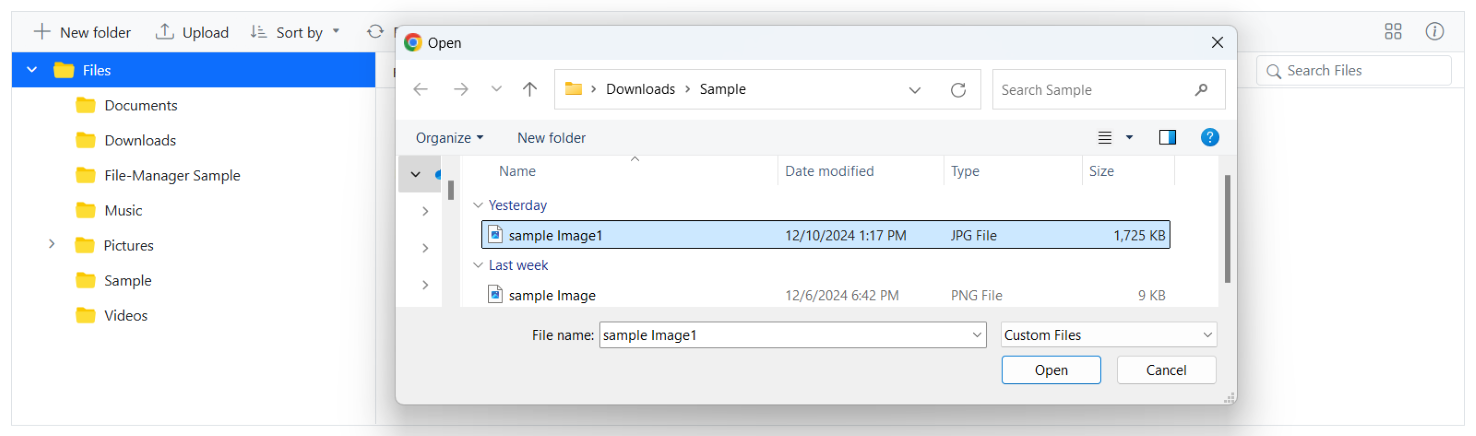 New folder Upload Sort by
Files
Documents
Downloads
File-Manager Sample
Music
Pictures
Sample
Videos
Open
Downloads > Sample
Search Sample
Organize New folder
Name Date modified Type Size
Yesterday
sample Image1 12/10/2024 1:17 PM JPG File 1,725 KB
Last week
sample Image 12/6/2024 6:42 PM PNG File 9 KB
File name: sample Image1 Custom Files
Open Cancel
Search Files